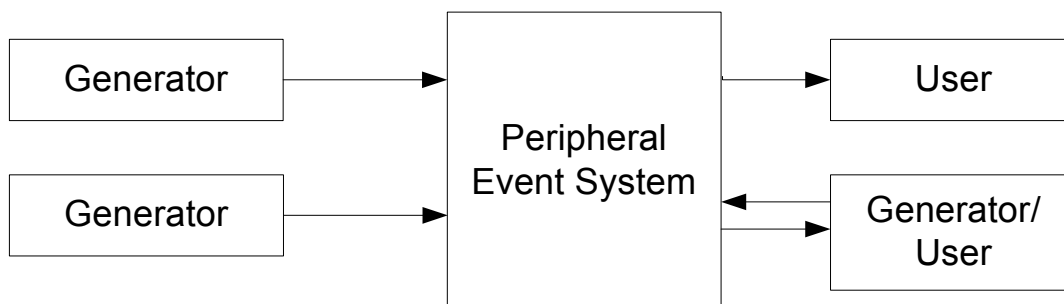 Generator
Generator
Peripheral
Event System
User
Generator/
User